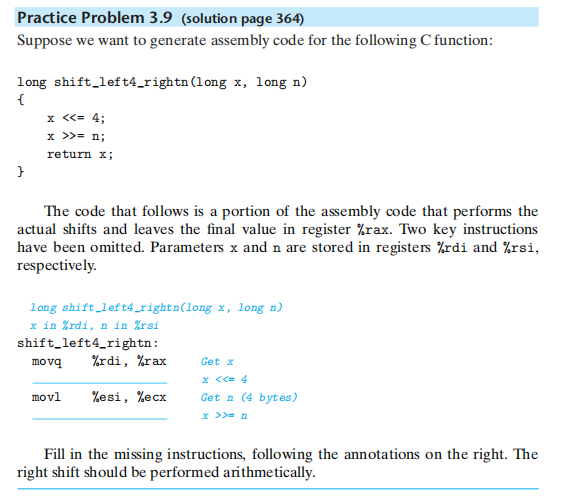 Practice Problem 3.9 (solution page 364)
Suppose we want to generate assembly code for the following C function:
long shift_left4_rightn(long x, long n)
{
    x <<= 4;
    x >>= n;
    return x;
}
The code that follows is a portion of the assembly code that performs the
actual shifts and leaves the final value in register %rax. Two key instructions
have been omitted. Parameters x and n are stored in registers %rdi and %rsi,
respectively.
long shift_left4_rightn(long x, long n)
x in %rdi, n in %rsi
shift_left4_rightn:
movq %rdi, %rax Get x
x <<= 4
movl %esi, %ecx Get n (4 bytes)
x >>= n
Fill in the missing instructions, following the annotations on the right. The
right shift should be performed arithmetically.